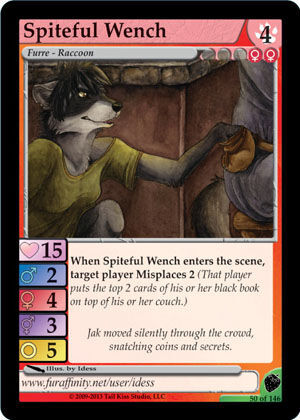 Spiteful Wench
4
Furre - Raccoon
15
2
4
3
5
When Spiteful Wench enters the scene,
target player Misplaces 2 (That player
puts the top 2 cards of his or her black book
on top of his or her couch.)
Jak moved silently through the crowd,
snatching coins and secrets.
Illus. by Idess
www.furaffinity.net/user/idess
50 of 146
© 2009-2013 Tail Kiss Studio, LLC